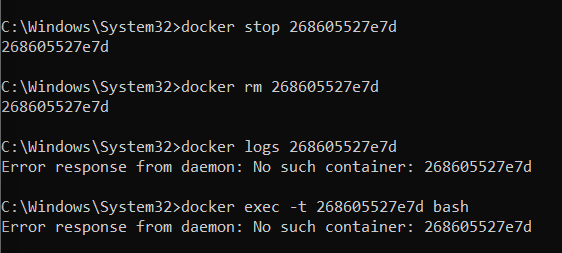 C:\Windows\System32>docker stop 268605527e7d
268605527e7d
C:\Windows\System32>docker rm 268605527e7d
268605527e7d
C:\Windows\System32>docker logs 268605527e7d
Error response from daemon: No such container: 268605527e7d
C:\Windows\System32>docker exec -t 268605527e7d bash
Error response from daemon: No such container: 268605527e7d